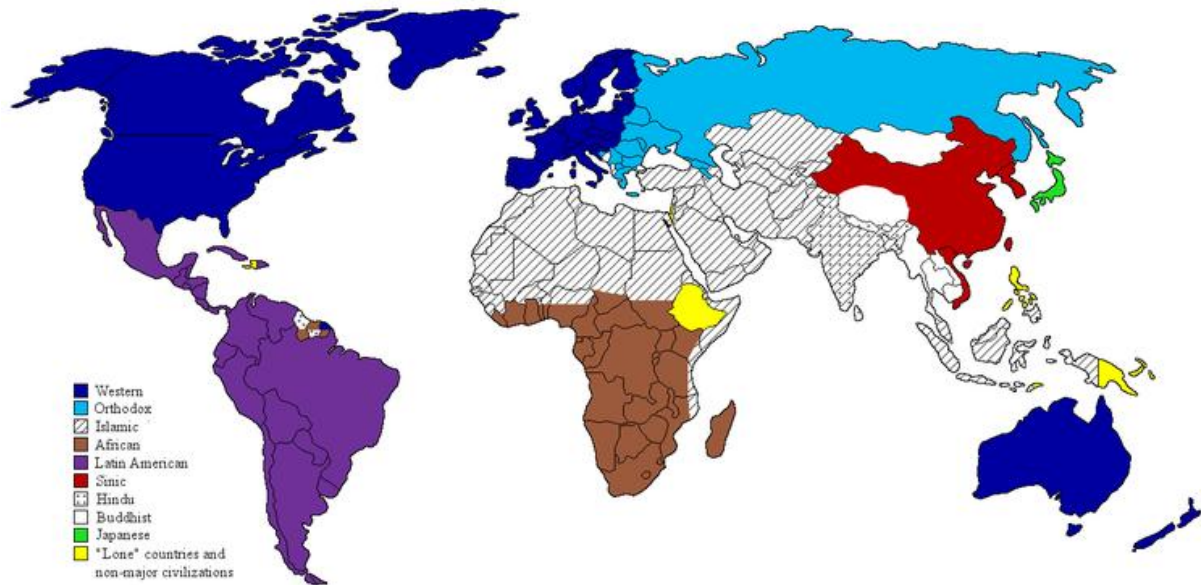 Western
Orthodox
Islamic
African
Latin American
Sinic
Hindu
Buddhist
Japanese
"Lone" countries and
non-major civilizations